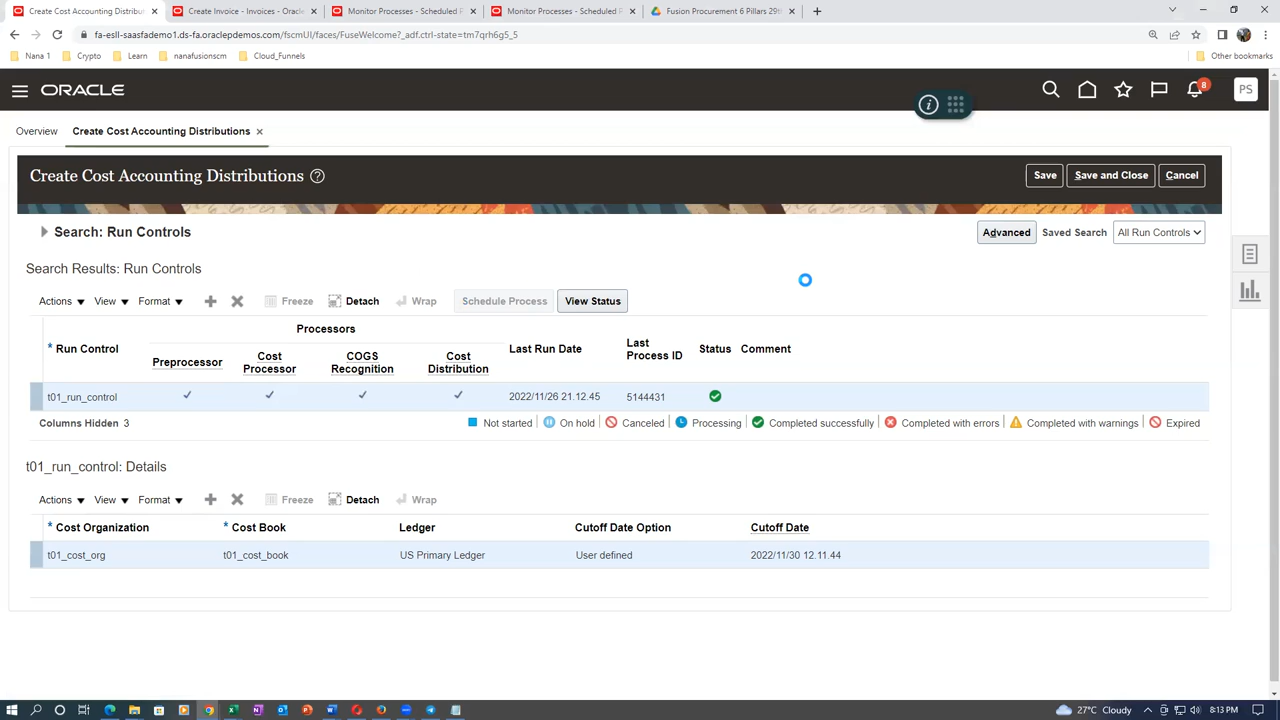 Create Cost Accounting Distribut
Create Invoice - Invoices - Oracle
Monitor Processes - Scheduled P
Monitor Processes - Scheduled P
Fusion Procurement 6 Pillars 29th
fa-esll-saasfademo1.ds-fa.oraclepdemos.com/fscmUI/faces/FuseWelcome?_adf.ctrl-state=tm7qrh6g5_5
Nana 1
Crypto
Learn
nanafusionscm
Cloud_Funnels
Other bookmarks
ORACLE
8
PS
Overview
Create Cost Accounting Distributions
Create Cost Accounting Distributions
Save
Save and Close
Cancel
Search: Run Controls
Advanced
Saved Search
All Run Controls
Search Results: Run Controls
Actions
View
Format
Freeze
Detach
Wrap
Schedule Process
View Status
Processors
* Run Control
Preprocessor
Cost Processor
COGS Recognition
Cost Distribution
Last Run Date
Last Process ID
Status
Comment
t01_run_control
2022/11/26 21.12.45
5144431
Columns Hidden 3
Not started
On hold
Canceled
Processing
Completed successfully
Completed with errors
Completed with warnings
Expired
t01_run_control: Details
Actions
View
Format
Freeze
Detach
Wrap
* Cost Organization
* Cost Book
Ledger
Cutoff Date Option
Cutoff Date
t01_cost_org
t01_cost_book
US Primary Ledger
User defined
2022/11/30 12.11.44
27°C Cloudy
8:13 PM